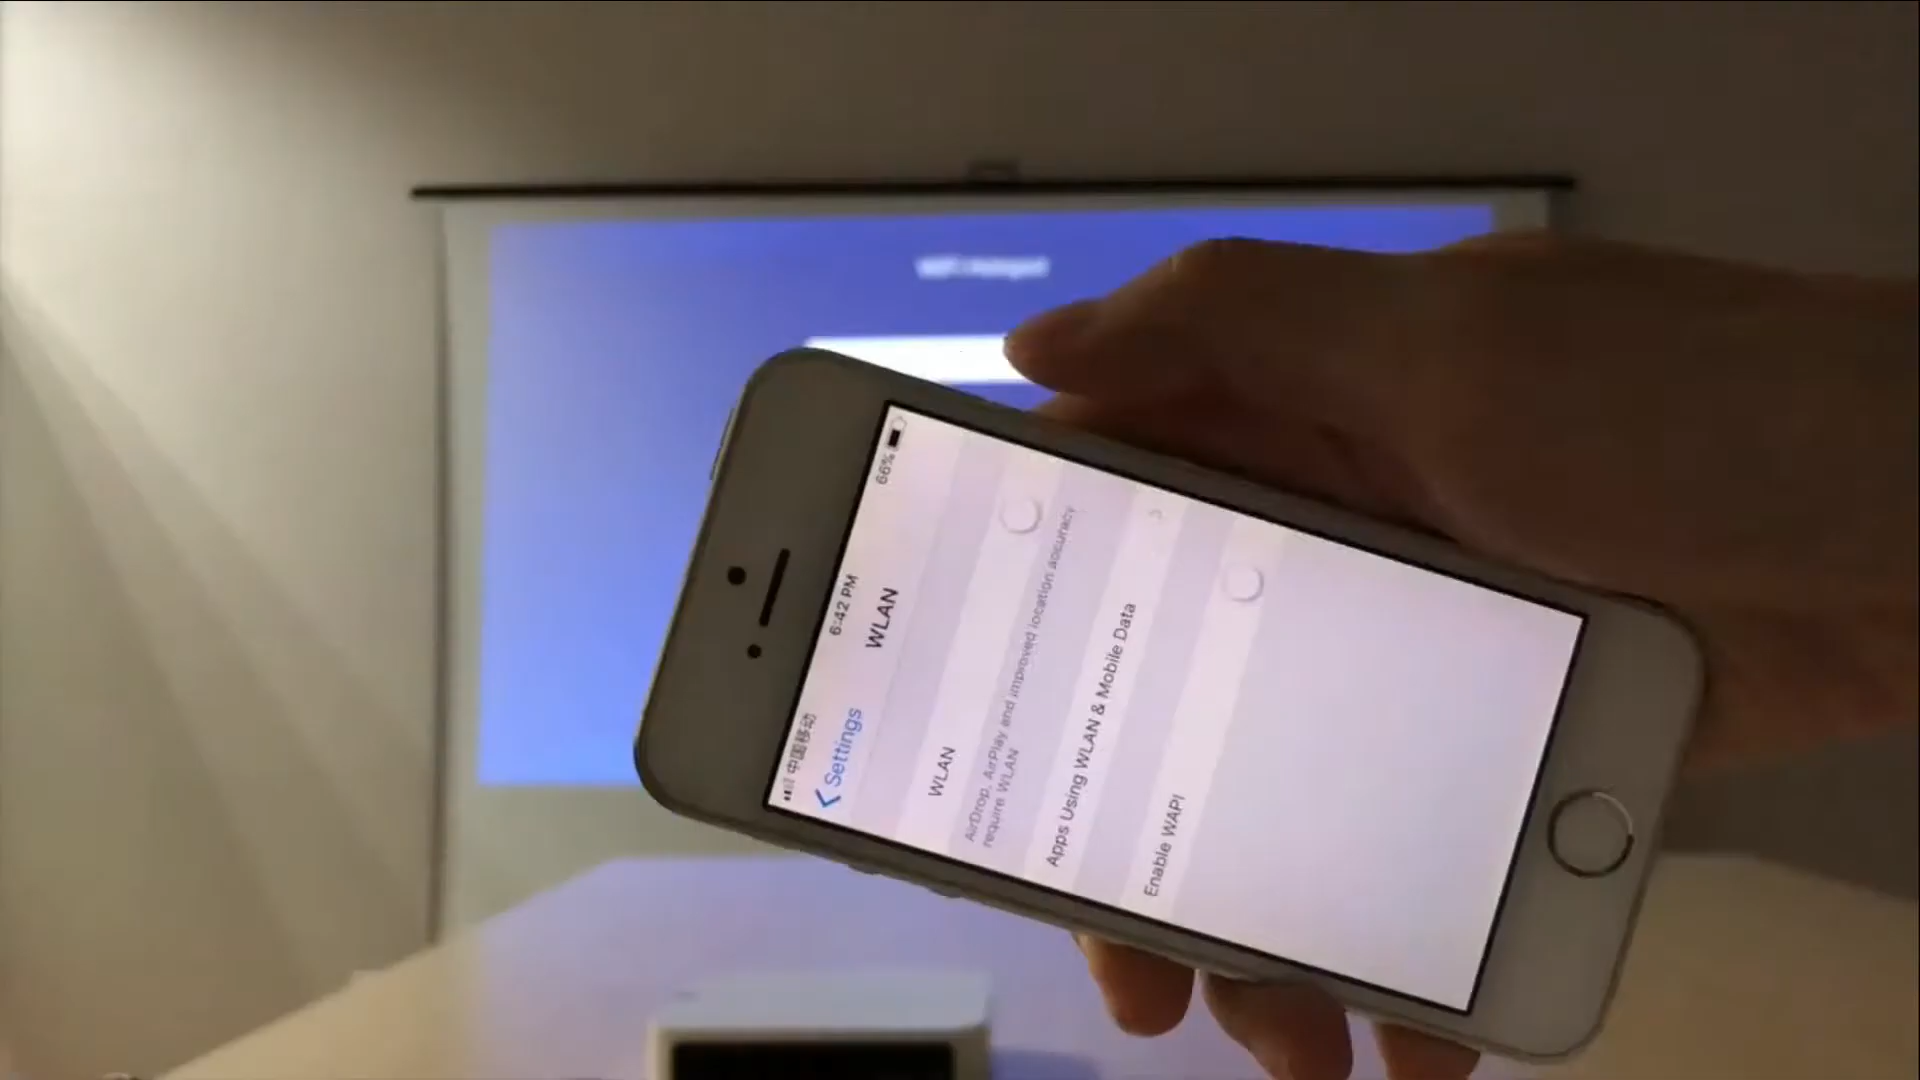 中国移动
6:42 PM
66%
Settings
WLAN
WLAN
AirDrop, AirPlay and improved location accuracy
require WLAN
Apps Using WLAN & Mobile Data
Enable WAPI